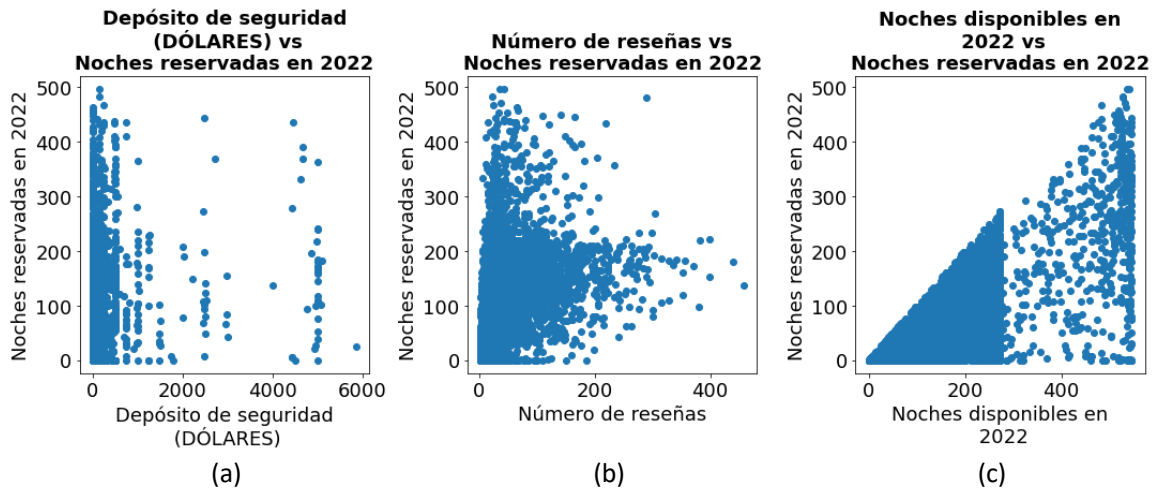 Depósito de seguridad
(DÓLARES) vs
Noches reservadas en 2022
Noches reservadas en 2022
500
400
300
200
100
0
0
2000
4000
6000
Depósito de seguridad
(DÓLARES)
(a)
Número de reseñas vs
Noches reservadas en 2022
Noches reservadas en 2022
500
400
300
200
100
0
0
200
400
Número de reseñas
(b)
Noches disponibles en
2022 vs
Noches reservadas en 2022
Noches reservadas en 2022
500
400
300
200
100
0
0
200
400
Noches disponibles en
2022
(c)